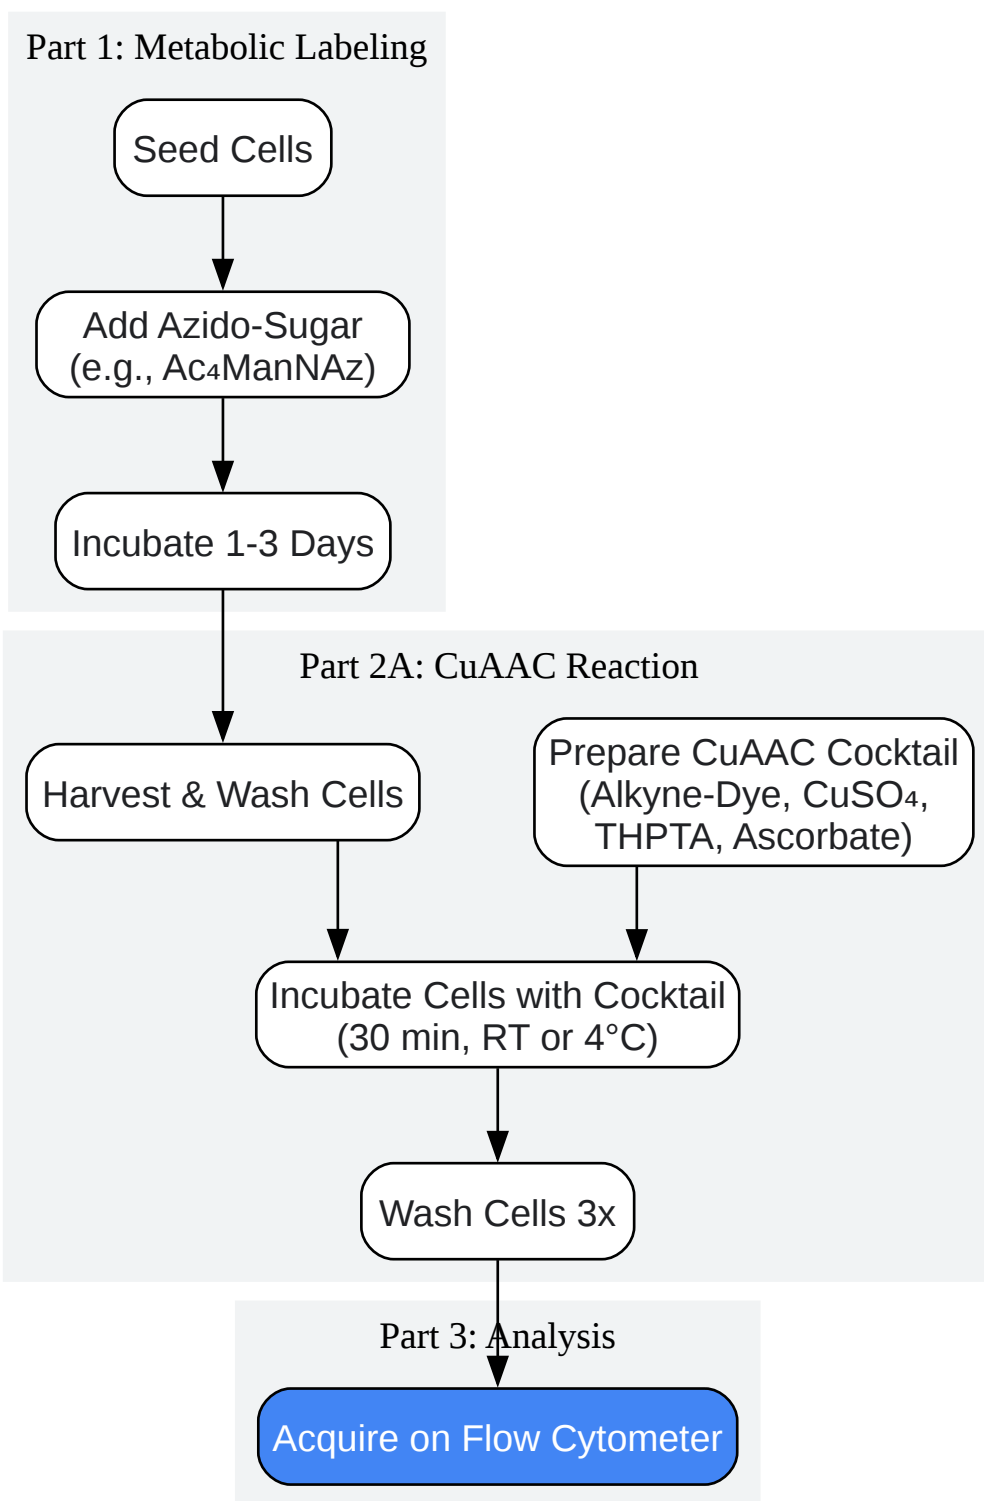 Part 1: Metabolic Labeling
Seed Cells
Add Azido-Sugar
(e.g., Ac₄ManNAz)
Incubate 1-3 Days
Part 2A: CuAAC Reaction
Harvest & Wash Cells
Prepare CuAAC Cocktail
(Alkyne-Dye, CuSO₄,
THPTA, Ascorbate)
Incubate Cells with Cocktail
(30 min, RT or 4°C)
Wash Cells 3x
Part 3: Analysis
Acquire on Flow Cytometer